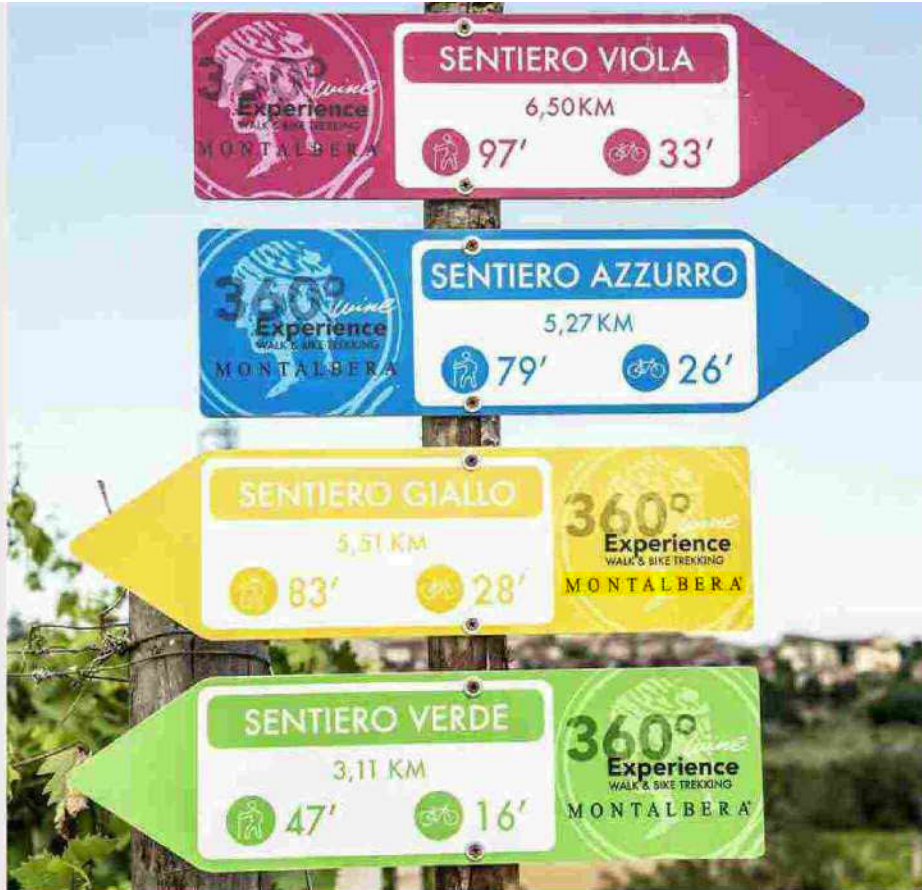 360° wine
Experience
WALK & BIKE TREKKING
MONTALBERA
SENTIERO VIOLA
6,50 KM
97′ 33′
360° wine
Experience
WALK & BIKE TREKKING
MONTALBERA
SENTIERO AZZURRO
5,27 KM
79′ 26′
SENTIERO GIALLO
5,51 KM
83′ 28′
360° wine
Experience
WALK & BIKE TREKKING
MONTALBERA
SENTIERO VERDE
3,11 KM
47′ 16′
360° wine
Experience
WALK & BIKE TREKKING
MONTALBERA